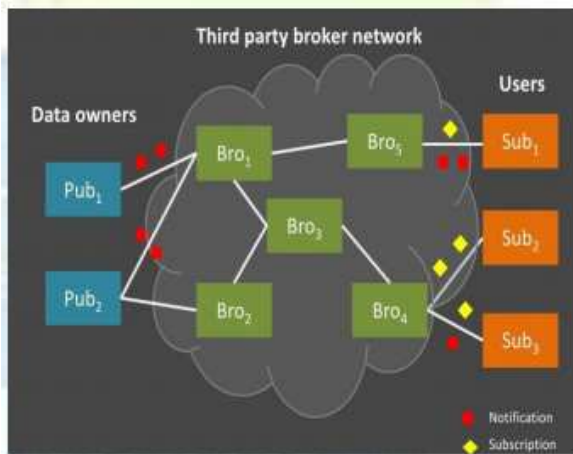 Third party broker network
Users
Data owners
Bro₁
Bro₅
Sub₁
Pub₁
Bro₃
Sub₂
Pub₂
Bro₂
Bro₄
Sub₃
Notification
Subscription